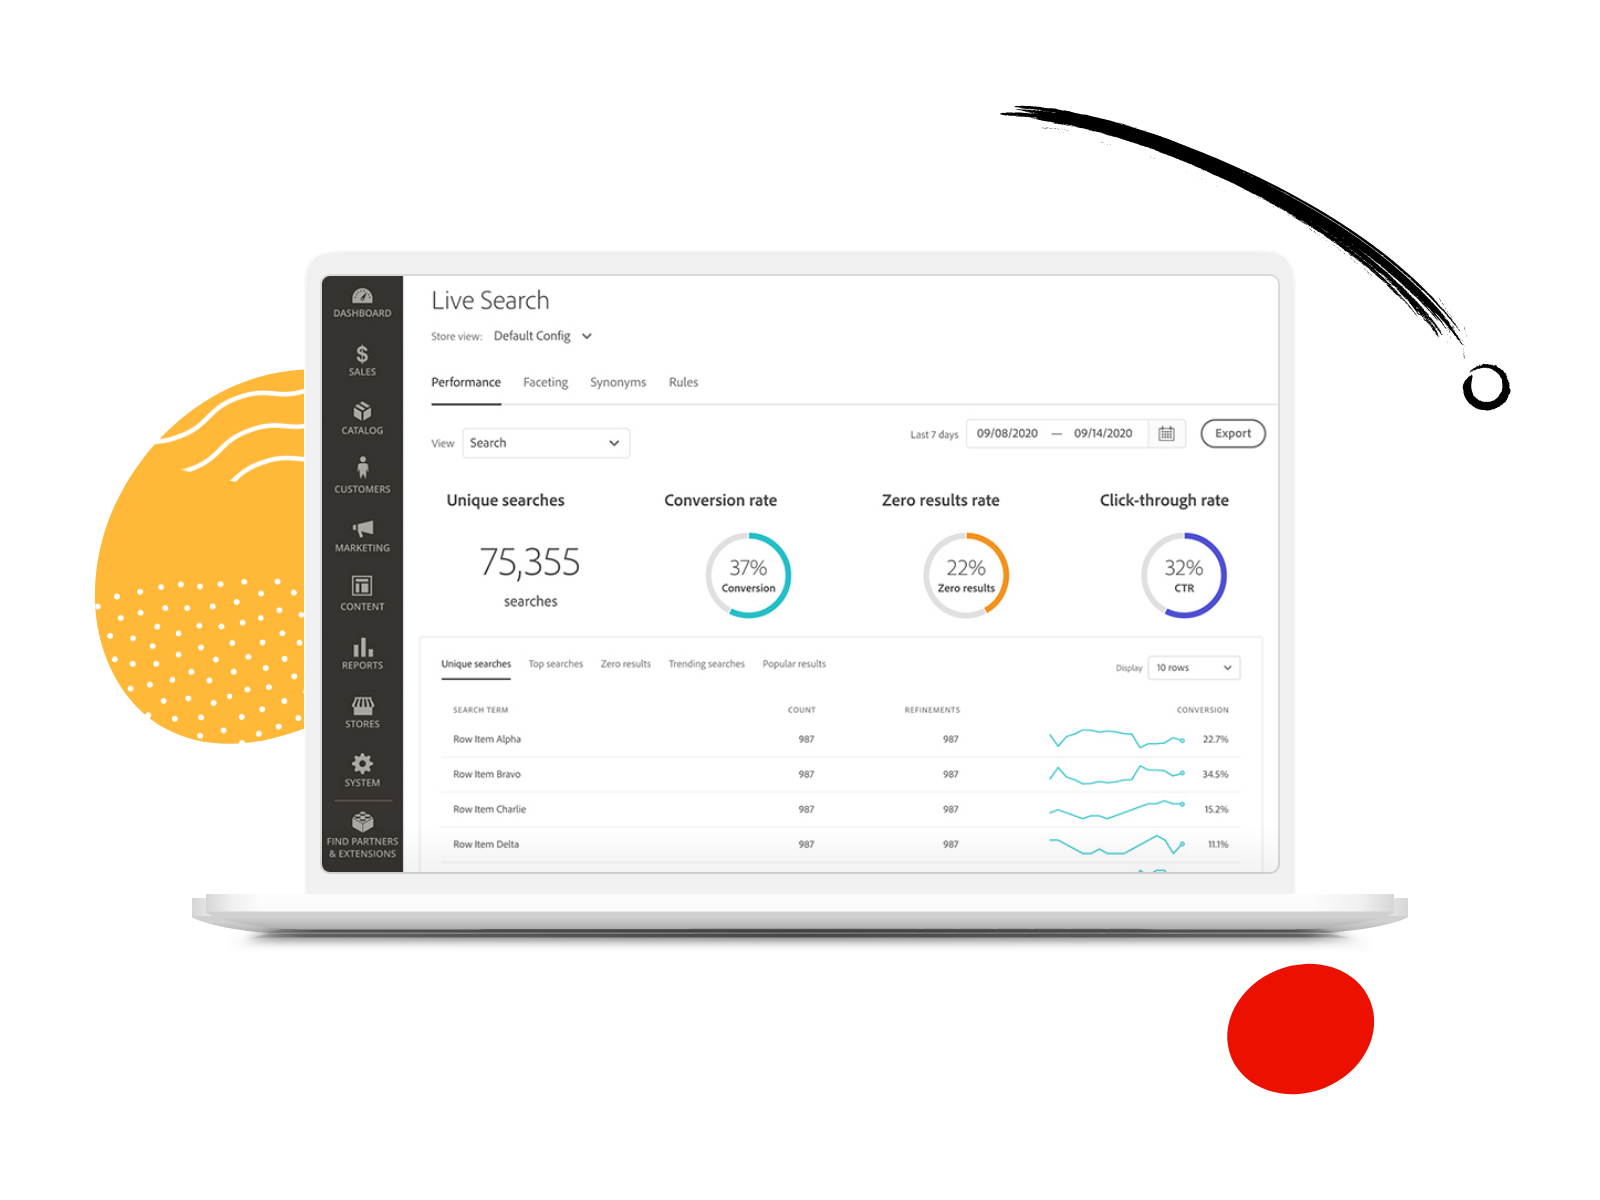 DASHBOARD
SALES
CATALOG
CUSTOMERS
MARKETING
CONTENT
REPORTS
STORES
SYSTEM
FIND PARTNERS
& EXTENSIONS
Live Search
Store view: Default Config
Performance Faceting Synonyms Rules
View Search
Last 7 days 09/08/2020 — 09/14/2020 Export
Unique searches Conversion rate Zero results rate Click-through rate
75,355 37% 22% 32%
searches Conversion Zero results CTR
Unique searches Top searches Zero results Trending searches Popular results Display 10 rows
SEARCH TERM COUNT REFINEMENTS CONVERSION
Row Item Alpha 987 987 22.7%
Row Item Bravo 987 987 34.5%
Row Item Charlie 987 987 15.2%
Row Item Delta 987 987 11.1%